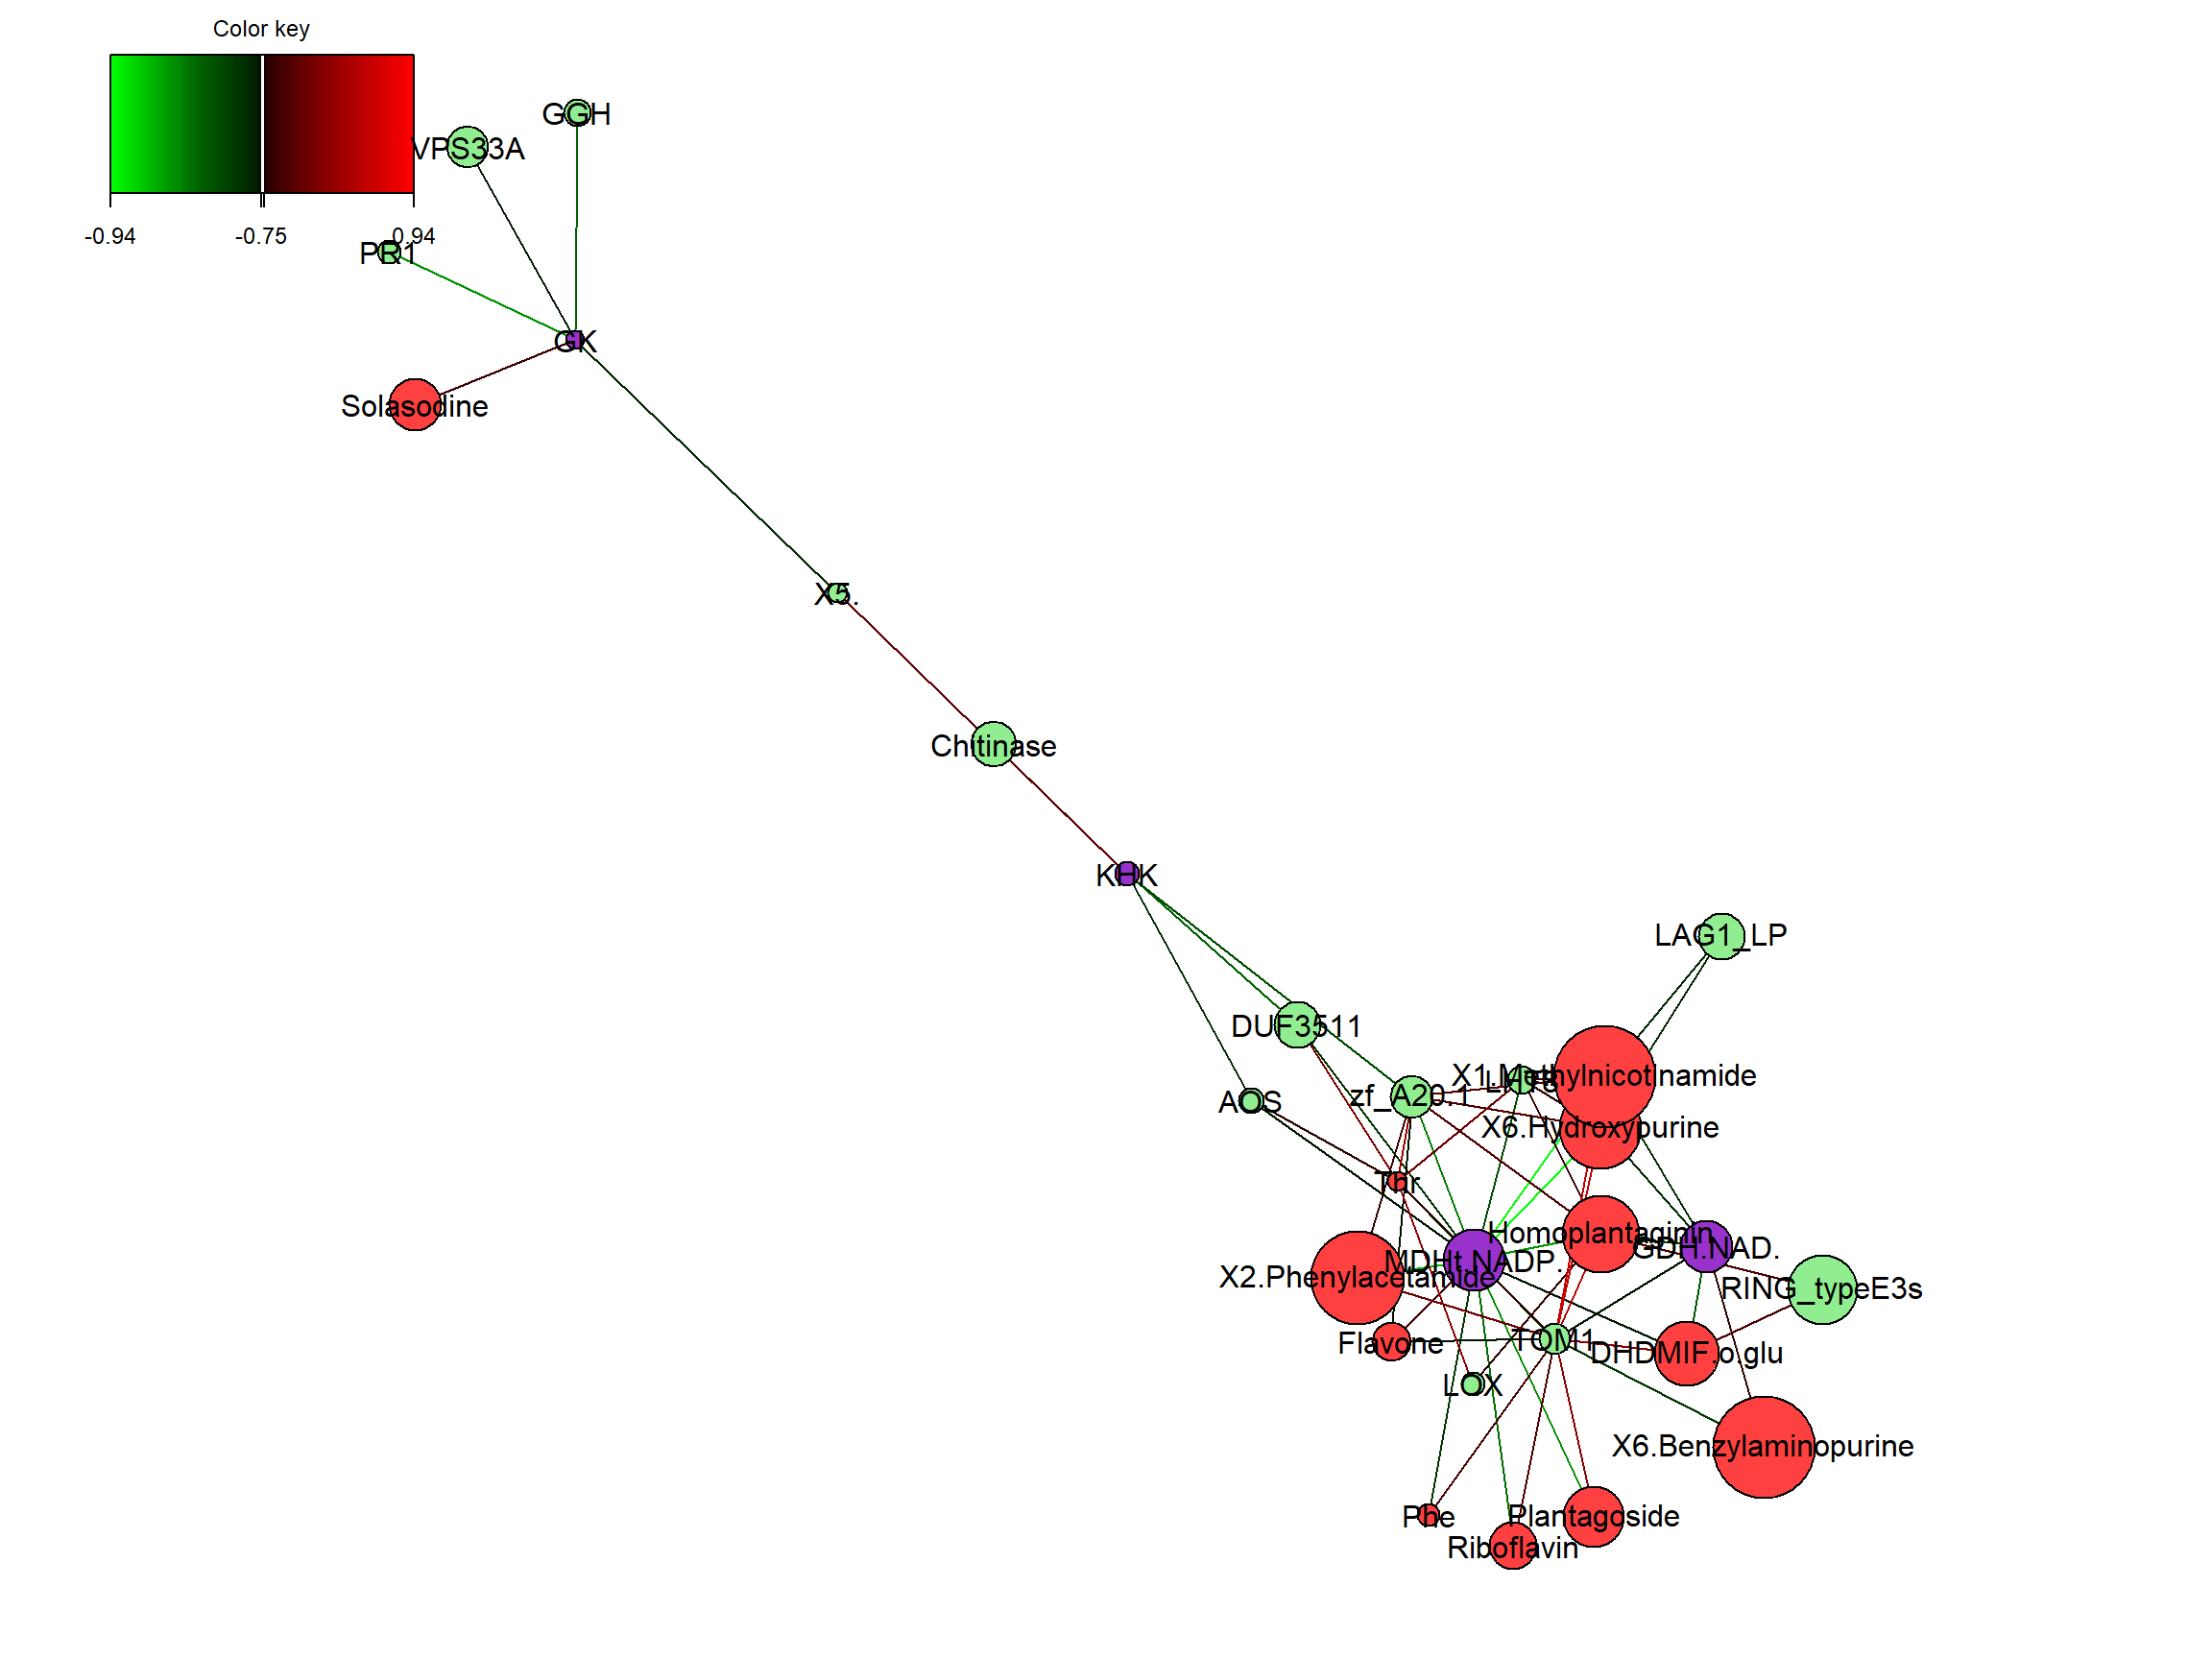 Color key
-0.94
-0.75
0.94
GGH
VPS33A
PR1
GK
Solasodine
X5.
Chitinase
KHK
LAG1_LP
DUF3511
X1.Methylnicotinamide
zf_A20.1
AOS
X6.Hydroxypurine
Thr
Homoplantaginin
GDH.NAD.
MDHt.NADP.
X2.Phenylacetamide
RING_typeE3s
TOM1
Flavone
DHDMIF.o.glu
LOX
X6.Benzylaminopurine
Phe
Plantagoside
Riboflavin